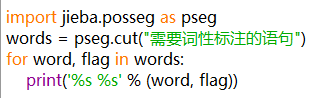 import jieba.posseg as pseg
words = pseg.cut("需要词性标注的语句")
for word, flag in words:
    print('%s %s' % (word, flag))